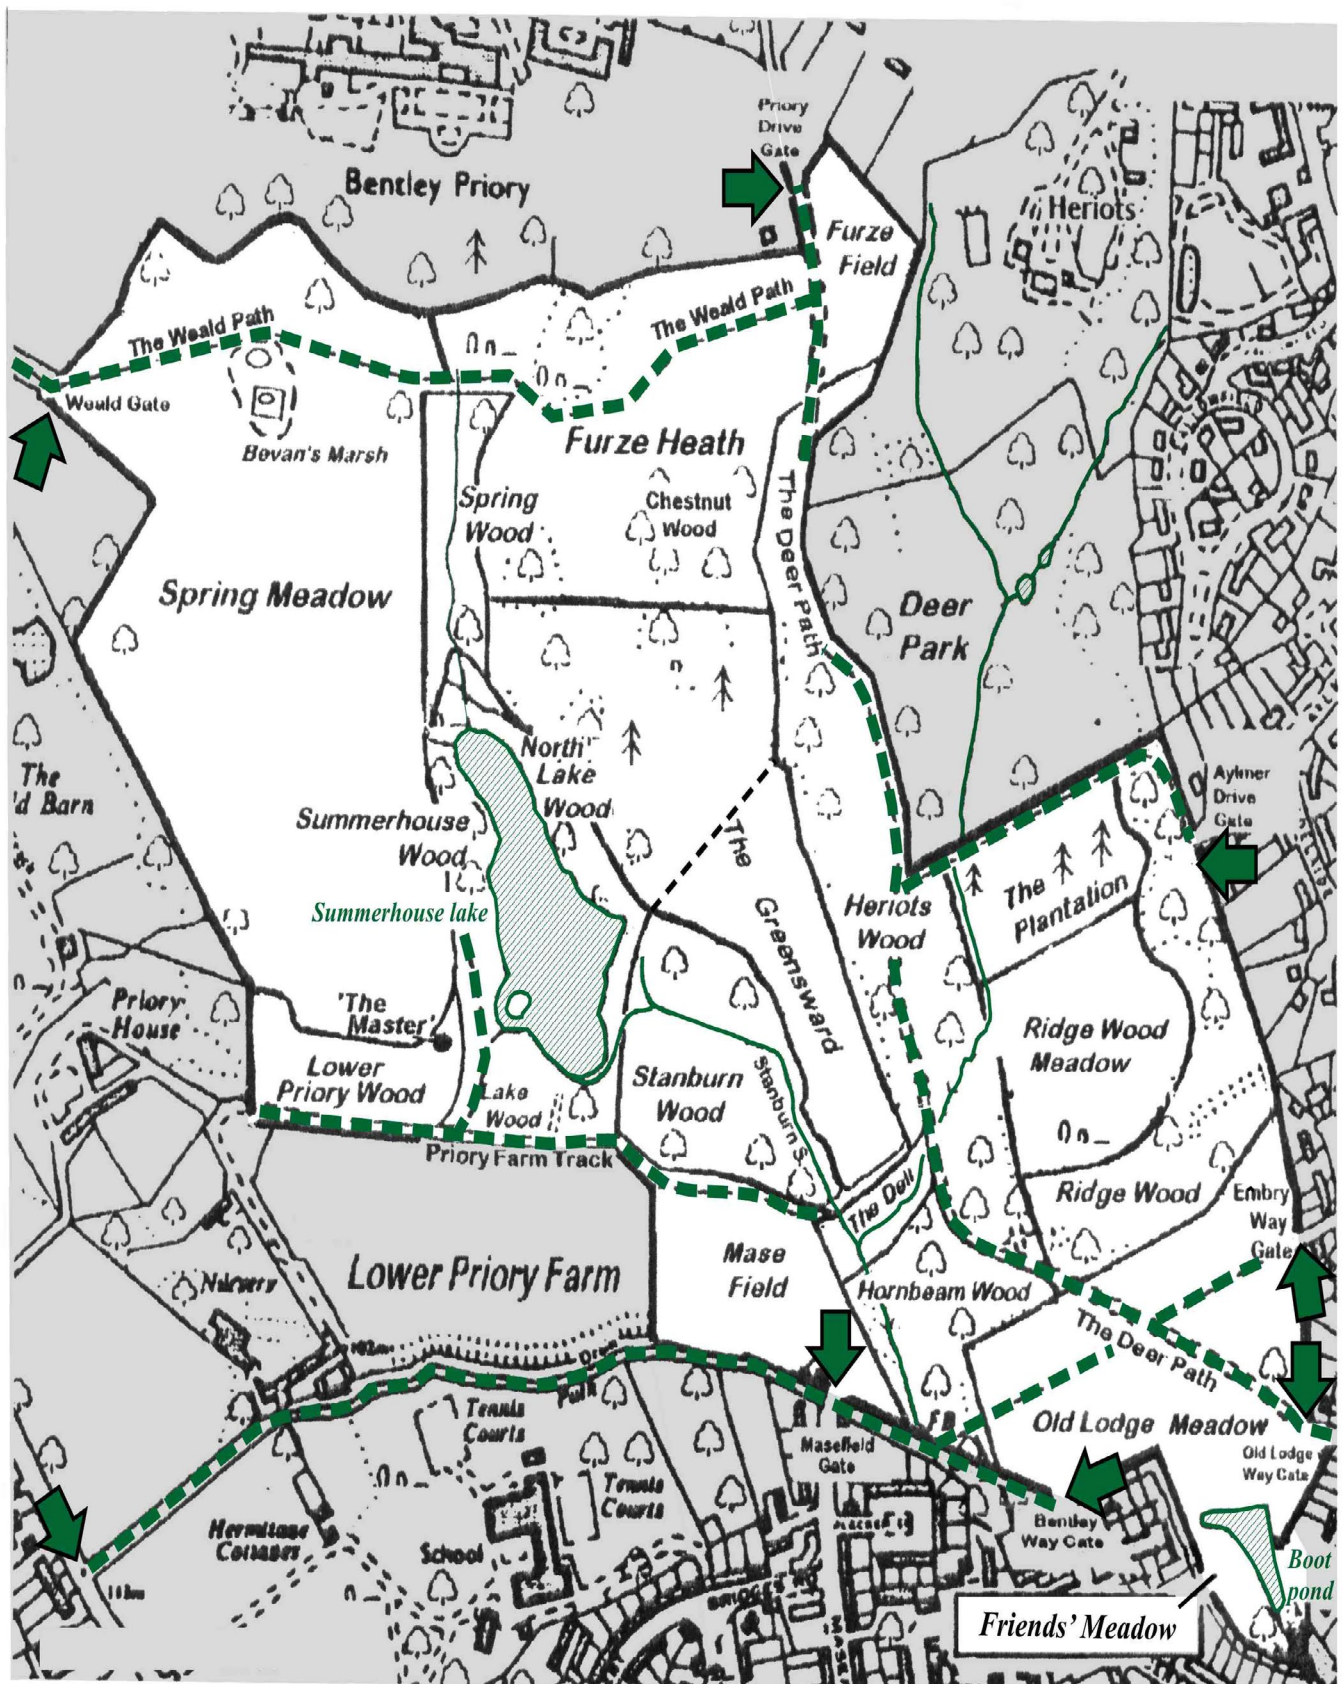 Priory
Drive
Gate
Bentley Priory
Heriots
Furze
Field
The Weald Path
The Weald Path
Weald Gate
Bevan's Marsh
Furze Heath
Spring
Wood
Chestnut
Wood
The Deer Path
Spring Meadow
Deer
Park
North
Lake
Wood
The
'd Barn
Summerhouse
Wood
Aylmer
Drive
Gate
The
Greensward
The
Plantation
Summerhouse lake
Heriots
Wood
Priory
House
'The
Master'
Ridge Wood
Meadow
Lower
Priory Wood
Lake
Wood
Stanburn
Wood
Stanburn S.
Priory Farm Track
The Dell
Ridge Wood
Embry
Way
Gate
Nursery
Lower Priory Farm
Mase
Field
Hornbeam Wood
The Deer Path
Drain
Path
Tennis
Courts
Masefield
Gate
Old Lodge Meadow
Old Lodge
Way Gate
Tennis
Courts
Hermitage
Cottages
School
Bentley
Way Gate
Boot
pond
Friends' Meadow